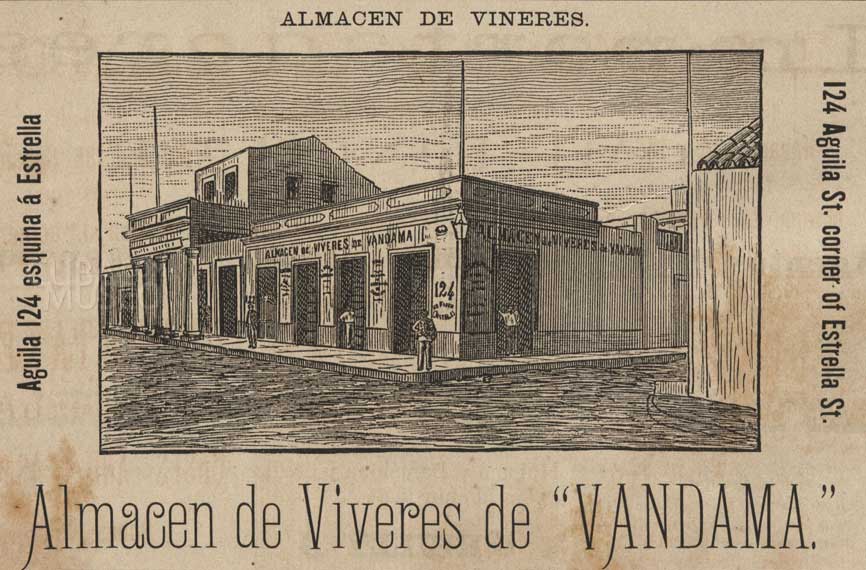 ALMACEN DE VINERES.
Aguila 124 esquina á Estrella
124 Aguila St. corner of Estrella St.
ALMACEN DE VIVERES DE VANDAMA
ALMACEN DE VIVERES DE VANDAMA
124
Almacen de Viveres de “VANDAMA.”